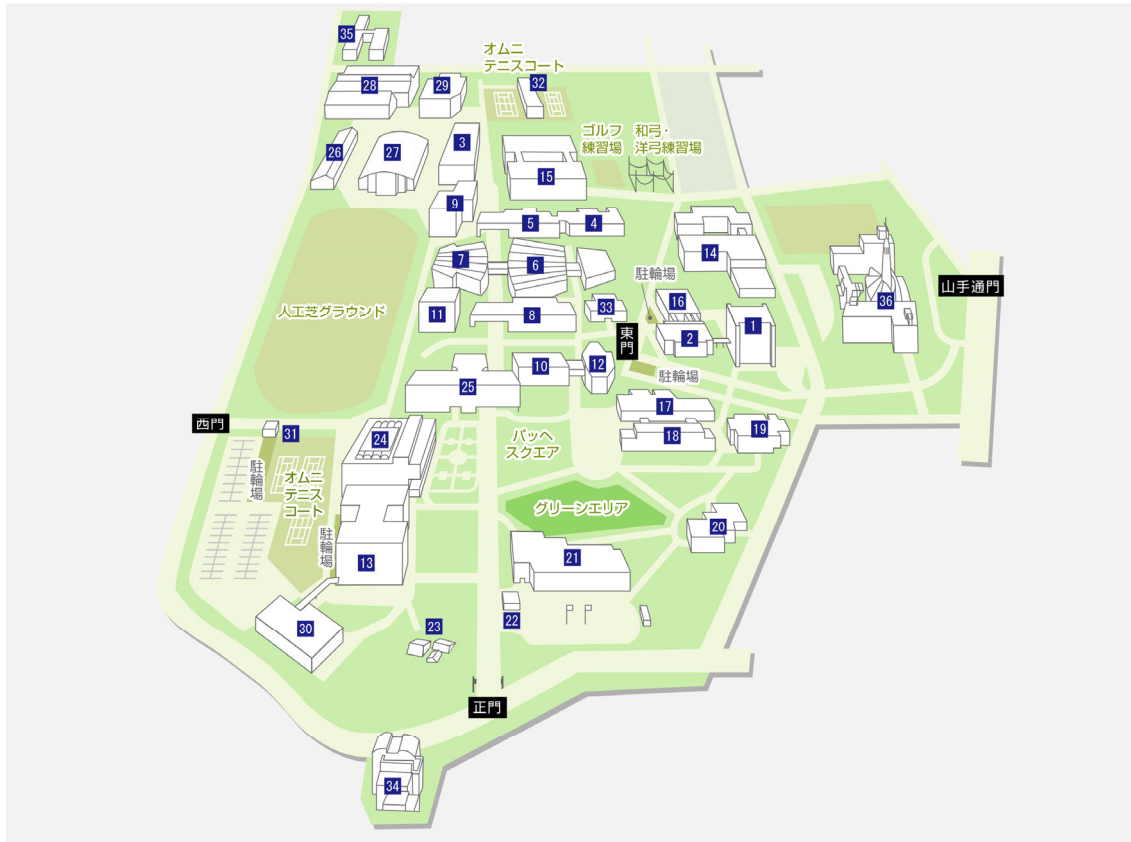 35
オムニ
テニスコート
28
29
32
3
26
27
ゴルフ
練習場
和弓・
洋弓練習場
15
9
5
4
7
6
14
駐輪場
16
36
山手通門
人工芝グラウンド
11
8
33
1
東門
2
12
10
駐輪場
25
17
西門
31
24
バッヘ
スクエア
18
19
駐輪場
オムニ
テニス
コート
グリーンエリア
20
駐輪場
13
21
22
30
23
正門
34